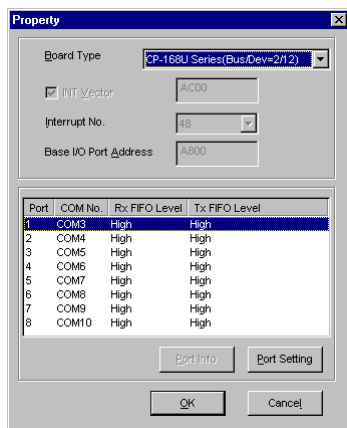 Property
Board Type CP-168U Series(Bus/Dev=2/12)
INT Vector AC00
Interrupt No. 48
Base I/O Port Address A800
Port COM No. Rx FIFO Level Tx FIFO Level
1 COM3 High High
2 COM4 High High
3 COM5 High High
4 COM6 High High
5 COM7 High High
6 COM8 High High
7 COM9 High High
8 COM10 High High
Port Info Port Setting
OK Cancel